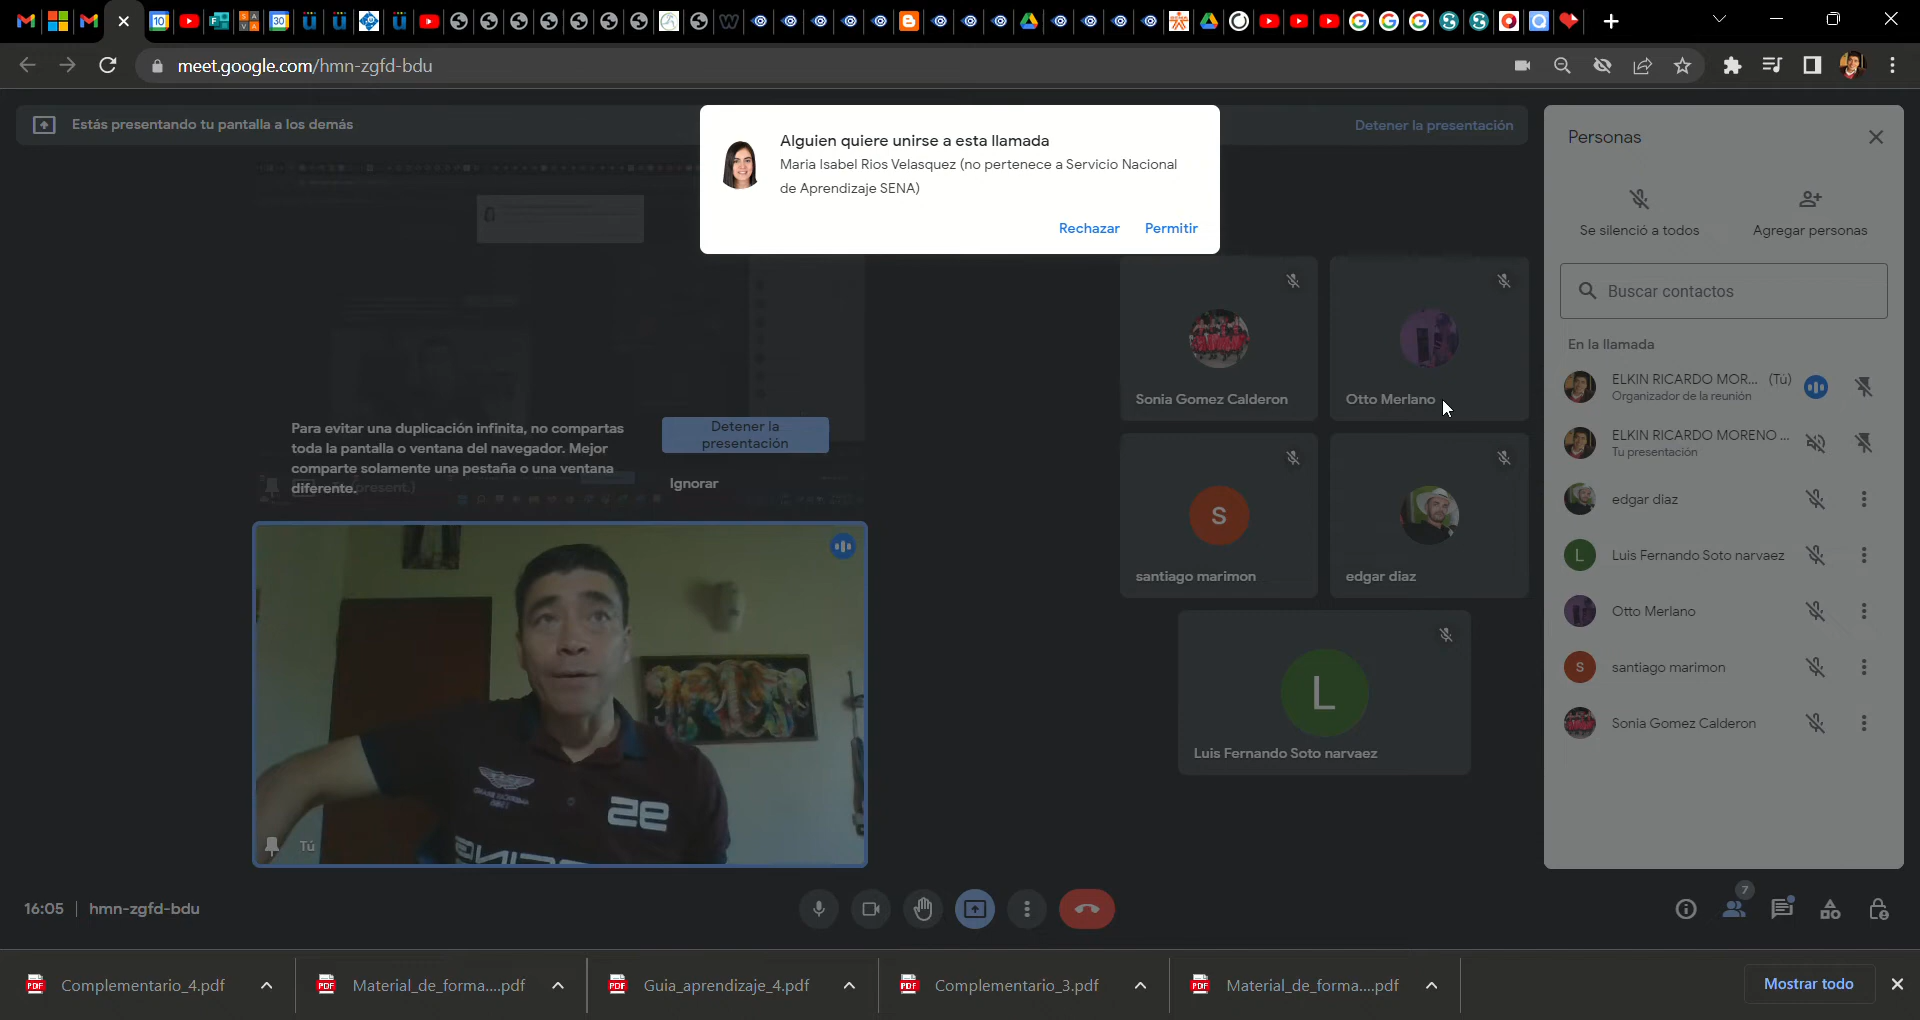 meet.google.com/hmn-zgfd-bdu
Estás presentando tu pantalla a los demás
Detener la presentación
Alguien quiere unirse a esta llamada
Maria Isabel Rios Velasquez (no pertenece a Servicio Nacional
de Aprendizaje SENA)
Rechazar
Permitir
Para evitar una duplicación infinita, no compartas
toda la pantalla o ventana del navegador. Mejor
comparte solamente una pestaña o una ventana
diferente.
Detener la
presentación
Ignorar
Tú
Sonia Gomez Calderon
Otto Merlano
S
santiago marimon
edgar diaz
L
Luis Fernando Soto narvaez
Personas
Se silenció a todos
Agregar personas
Buscar contactos
En la llamada
ELKIN RICARDO MOR... (Tú)
Organizador de la reunión
ELKIN RICARDO MORENO ...
Tu presentación
edgar diaz
L
Luis Fernando Soto narvaez
Otto Merlano
S
santiago marimon
Sonia Gomez Calderon
16:05 | hmn-zgfd-bdu
7
Complementario_4.pdf
Material_de_forma....pdf
Guia_aprendizaje_4.pdf
Complementario_3.pdf
Material_de_forma....pdf
Mostrar todo